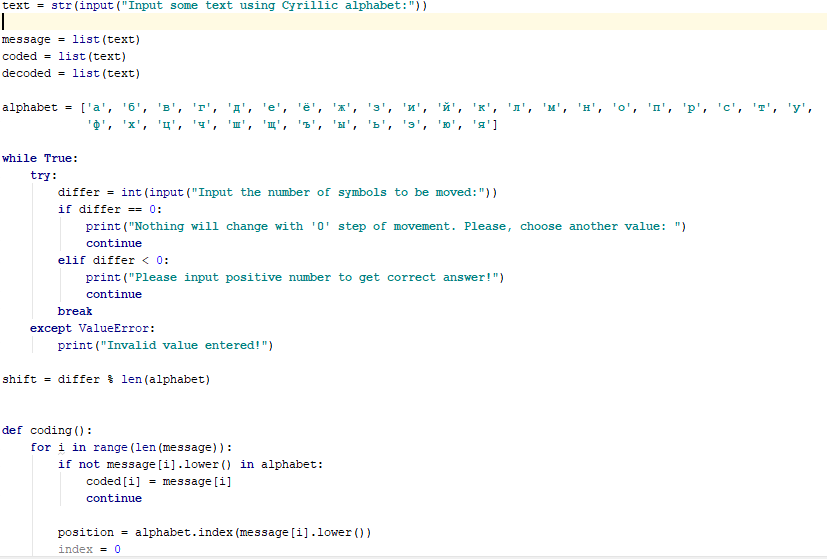 text = str(input("Input some text using Cyrillic alphabet:"))
message = list(text)
coded = list(text)
decoded = list(text)
alphabet = ['а', 'б', 'в', 'г', 'д', 'е', 'ё', 'ж', 'з', 'и', 'й', 'к', 'л', 'м', 'н', 'о', 'п', 'р', 'с', 'т', 'у',
'ф', 'х', 'ц', 'ч', 'ш', 'щ', 'ъ', 'ы', 'ь', 'э', 'ю', 'я']
while True:
try:
differ = int(input("Input the number of symbols to be moved:"))
if differ == 0:
print("Nothing will change with '0' step of movement. Please, choose another value: ")
continue
elif differ < 0:
print("Please input positive number to get correct answer!")
continue
break
except ValueError:
print("Invalid value entered!")
shift = differ % len(alphabet)
def coding():
for i in range(len(message)):
if not message[i].lower() in alphabet:
coded[i] = message[i]
continue
position = alphabet.index(message[i].lower())
index = 0